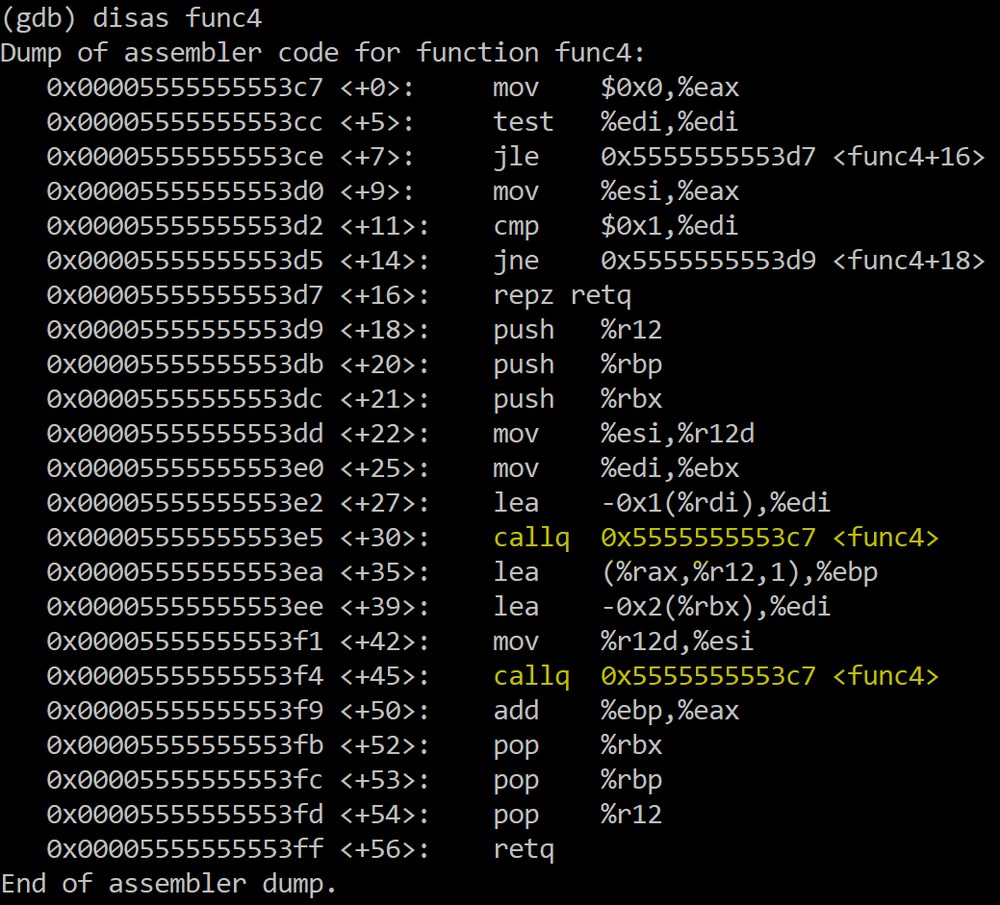 (gdb) disas func4
Dump of assembler code for function func4:
   0x00005555555553c7 <+0>:     mov    $0x0,%eax
   0x00005555555553cc <+5>:     test   %edi,%edi
   0x00005555555553ce <+7>:     jle    0x5555555553d7 <func4+16>
   0x00005555555553d0 <+9>:     mov    %esi,%eax
   0x00005555555553d2 <+11>:    cmp    $0x1,%edi
   0x00005555555553d5 <+14>:    jne    0x5555555553d9 <func4+18>
   0x00005555555553d7 <+16>:    repz retq
   0x00005555555553d9 <+18>:    push   %r12
   0x00005555555553db <+20>:    push   %rbp
   0x00005555555553dc <+21>:    push   %rbx
   0x00005555555553dd <+22>:    mov    %esi,%r12d
   0x00005555555553e0 <+25>:    mov    %edi,%ebx
   0x00005555555553e2 <+27>:    lea    -0x1(%rdi),%edi
   0x00005555555553e5 <+30>:    callq  0x5555555553c7 <func4>
   0x00005555555553ea <+35>:    lea    (%rax,%r12,1),%ebp
   0x00005555555553ee <+39>:    lea    -0x2(%rbx),%edi
   0x00005555555553f1 <+42>:    mov    %r12d,%esi
   0x00005555555553f4 <+45>:    callq  0x5555555553c7 <func4>
   0x00005555555553f9 <+50>:    add    %ebp,%eax
   0x00005555555553fb <+52>:    pop    %rbx
   0x00005555555553fc <+53>:    pop    %rbp
   0x00005555555553fd <+54>:    pop    %r12
   0x00005555555553ff <+56>:    retq
End of assembler dump.